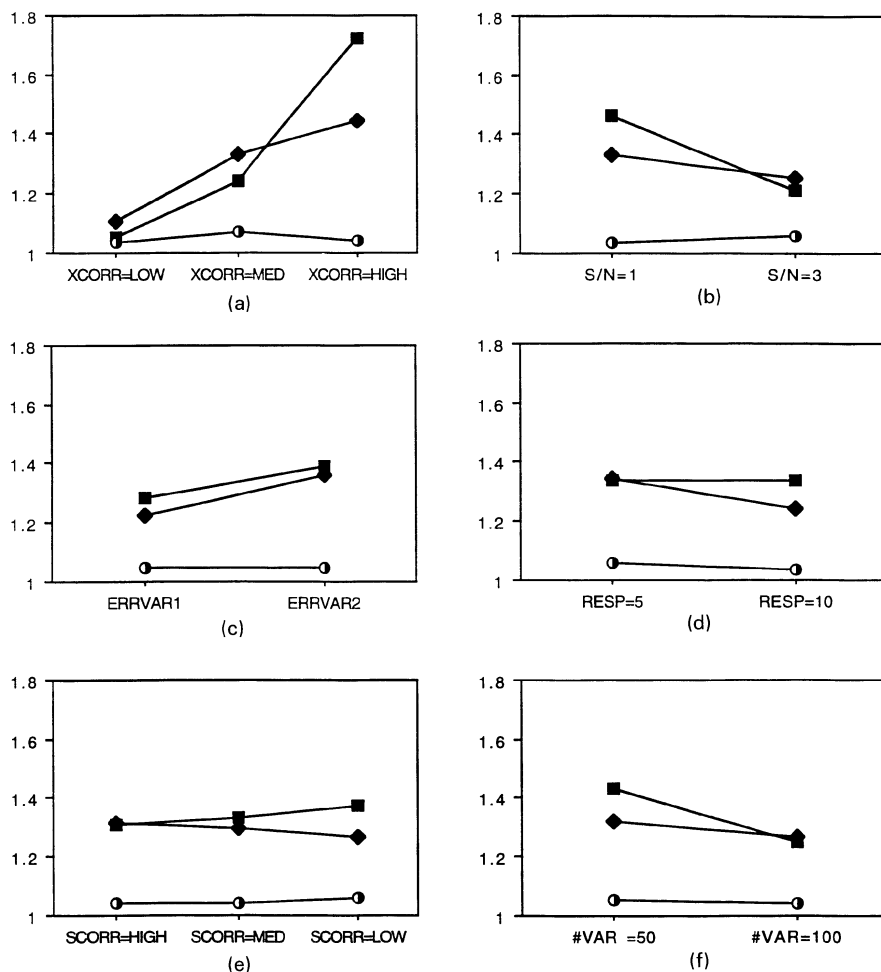 1.8
1.6
1.4
1.2
1
XCORR=LOW XCORR=MED XCORR=HIGH
(a)
1.8
1.6
1.4
1.2
1
S/N=1 S/N=3
(b)
1.8
1.6
1.4
1.2
1
ERRVAR1 ERRVAR2
(c)
1.8
1.6
1.4
1.2
1
RESP=5 RESP=10
(d)
1.8
1.6
1.4
1.2
1
SCORR=HIGH SCORR=MED SCORR=LOW
(e)
1.8
1.6
1.4
1.2
1
#VAR =50 #VAR=100
(f)